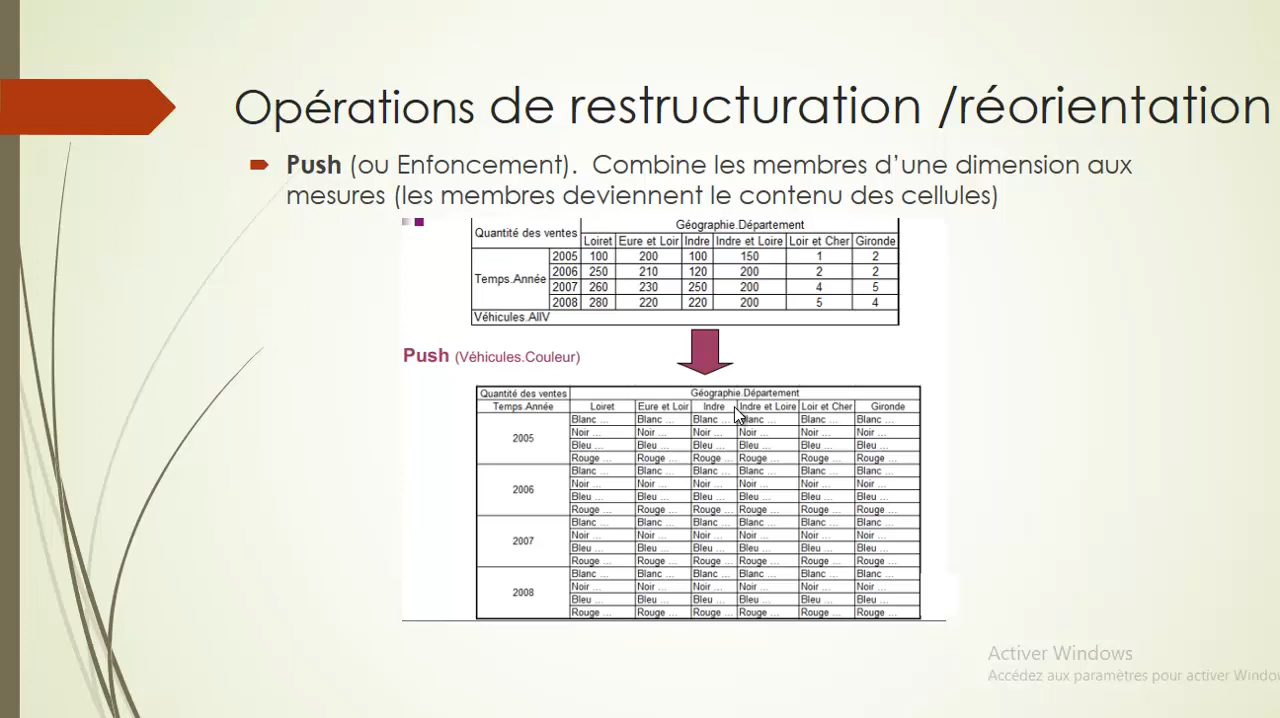 Opérations de restructuration /réorientation
Push (ou Enfoncement). Combine les membres d’une dimension aux
mesures (les membres deviennent le contenu des cellules)
Quantité des ventes Géographie.Département
Loiret Eure et Loir Indre Indre et Loire Loir et Cher Gironde
Temps.Année
2005 100 200 100 150 1 2
2006 250 210 120 200 2 2
2007 260 230 250 200 4 5
2008 280 220 220 200 5 4
Véhicules.AllV
Push (Véhicules.Couleur)
Quantité des ventes Géographie.Département
Temps.Année Loiret Eure et Loir Indre Indre et Loire Loir et Cher Gironde
2005
Blanc ... Blanc ... Blanc ... Blanc ... Blanc ... Blanc ...
Noir ... Noir ... Noir ... Noir ... Noir ... Noir ...
Bleu ... Bleu ... Bleu ... Bleu ... Bleu ... Bleu ...
Rouge ... Rouge ... Rouge ... Rouge ... Rouge ... Rouge ...
2006
Blanc ... Blanc ... Blanc ... Blanc ... Blanc ... Blanc ...
Noir ... Noir ... Noir ... Noir ... Noir ... Noir ...
Bleu ... Bleu ... Bleu ... Bleu ... Bleu ... Bleu ...
Rouge ... Rouge ... Rouge ... Rouge ... Rouge ... Rouge ...
2007
Blanc ... Blanc ... Blanc ... Blanc ... Blanc ... Blanc ...
Noir ... Noir ... Noir ... Noir ... Noir ... Noir ...
Bleu ... Bleu ... Bleu ... Bleu ... Bleu ... Bleu ...
Rouge ... Rouge ... Rouge ... Rouge ... Rouge ... Rouge ...
2008
Blanc ... Blanc ... Blanc ... Blanc ... Blanc ... Blanc ...
Noir ... Noir ... Noir ... Noir ... Noir ... Noir ...
Bleu ... Bleu ... Bleu ... Bleu ... Bleu ... Bleu ...
Rouge ... Rouge ... Rouge ... Rouge ... Rouge ... Rouge ...
Activer Windows
Accédez aux paramètres pour activer Windo